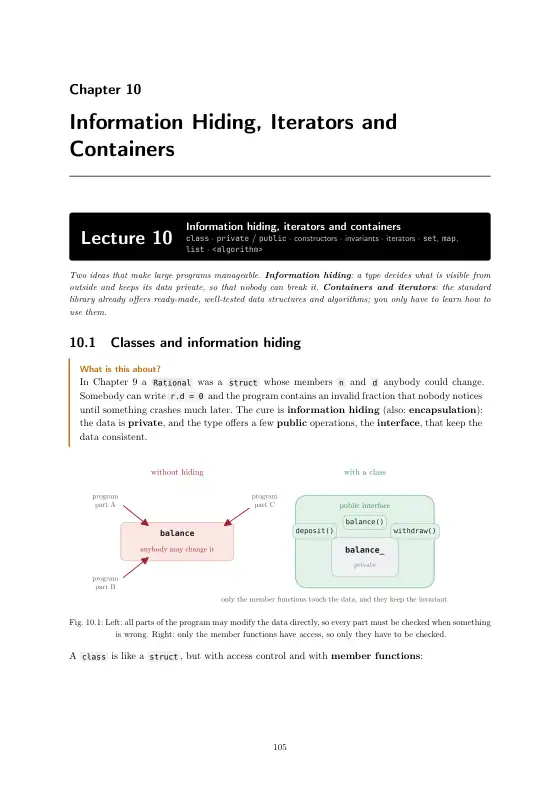 Chapter 10
Information Hiding, Iterators and
Containers
Lecture 10
Information hiding, iterators and containers
class · private / public · constructors · invariants · iterators · set, map,
list · <algorithm>
Two ideas that make large programs manageable. Information hiding: a type decides what is visible from
outside and keeps its data private, so that nobody can break it. Containers and iterators: the standard
library already offers ready-made, well-tested data structures and algorithms; you only have to learn how to
use them.
10.1 Classes and information hiding
What is this about?
In Chapter 9 a Rational was a struct whose members n and d anybody could change.
Somebody can write r.d = 0 and the program contains an invalid fraction that nobody notices
until something crashes much later. The cure is information hiding (also: encapsulation):
the data is private, and the type offers a few public operations, the interface, that keep the
data consistent.
without hiding
program
part A
program
part C
balance
anybody may change it
program
part B
with a class
public interface
balance()
deposit()
withdraw()
balance_
private
only the member functions touch the data, and they keep the invariant
Fig. 10.1: Left: all parts of the program may modify the data directly, so every part must be checked when something
is wrong. Right: only the member functions have access, so only they have to be checked.
A class is like a struct, but with access control and with member functions:
105